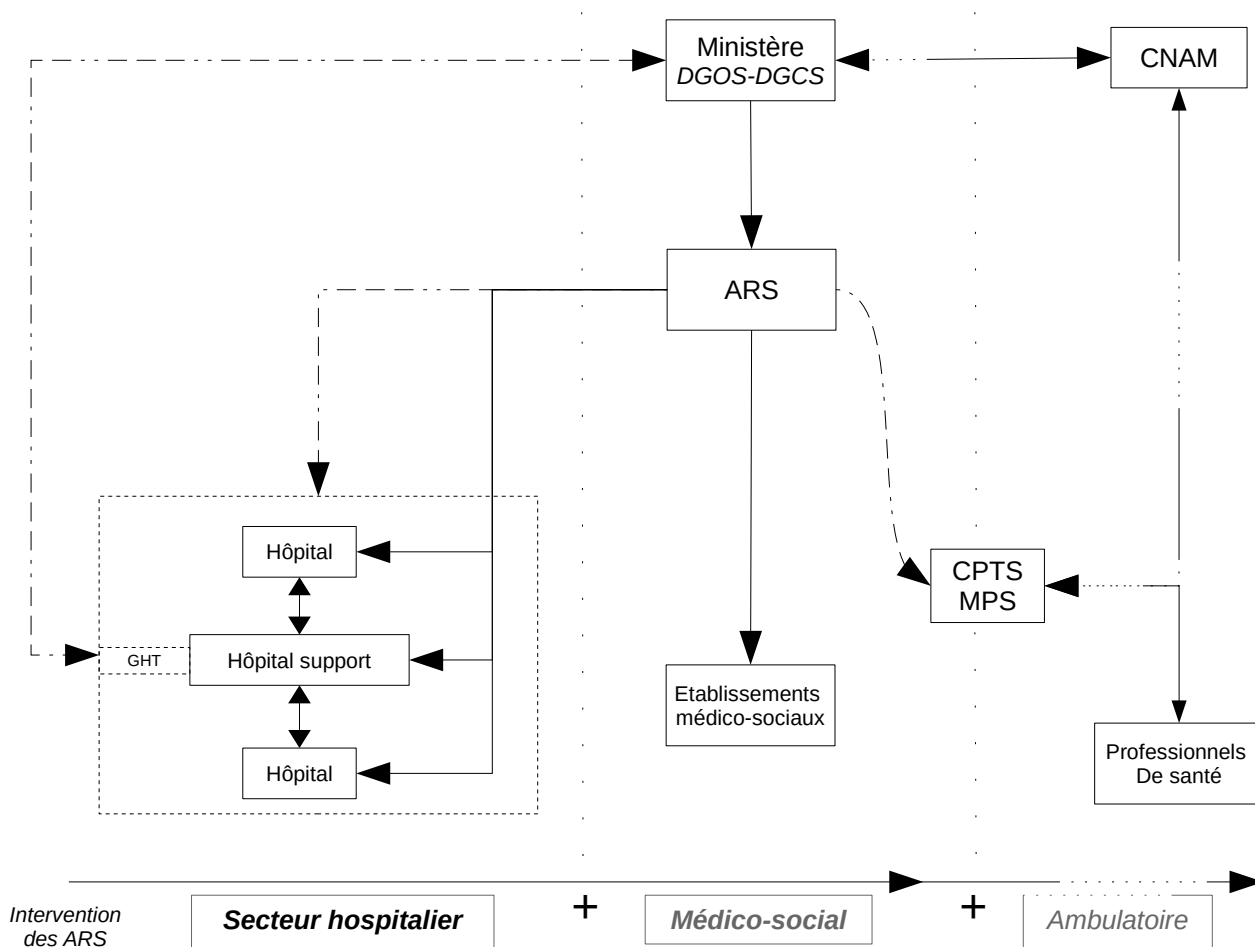 Ministère
DGOS-DGCS
CNAM
ARS
Hôpital
CPTS
MPS
GHT
Hôpital support
Etablissements
médico-sociaux
Hôpital
Professionnels
De santé
Intervention
des ARS
Secteur hospitalier
+
Médico-social
+
Ambulatoire